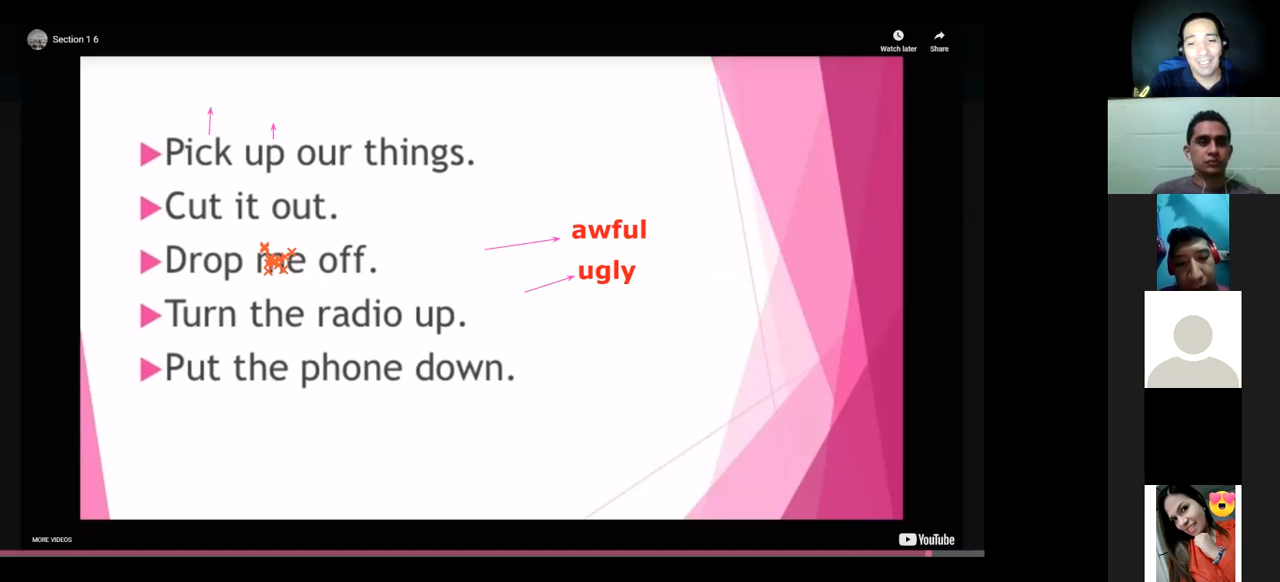 Section 1 6
Watch later
Share
Pick up our things.
Cut it out.
awful
Drop me off.
ugly
Turn the radio up.
Put the phone down.
MORE VIDEOS
YouTube